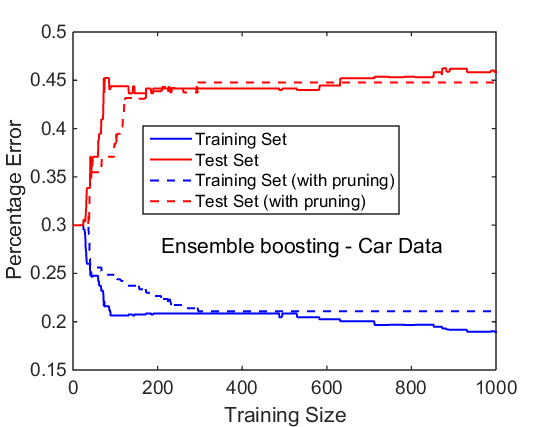 0.5
0.45
0.4
0.35
0.3
0.25
0.2
0.15
Percentage Error
Training Set
Test Set
Training Set (with pruning)
Test Set (with pruning)
Ensemble boosting - Car Data
0 200 400 600 800 1000
Training Size